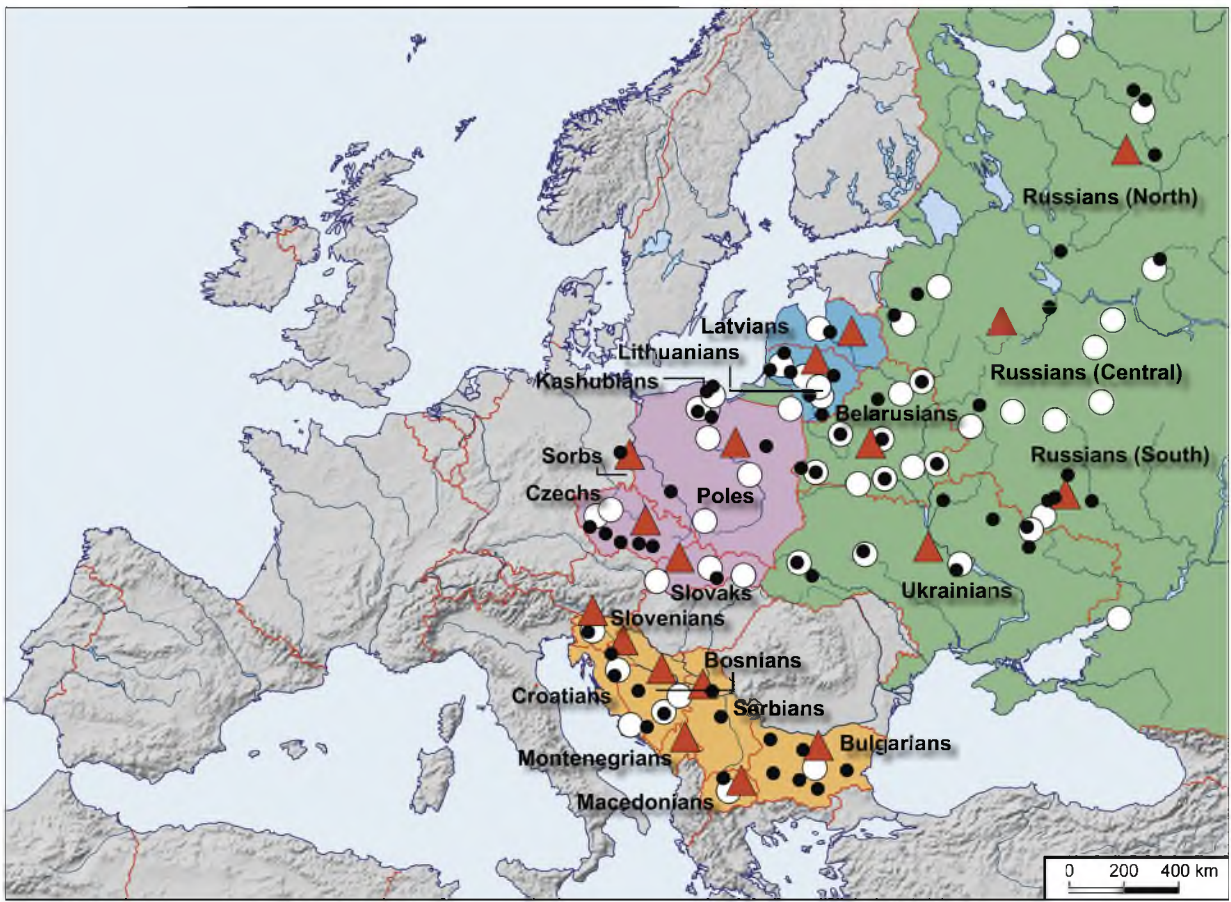 Russians (North)
Latvians
Lithuanians
Kashubians
Russians (Central)
Belarusians
Sorbs
Russians (South)
Czechs
Poles
Slovaks
Ukrainians
Slovenians
Bosnians
Croatians
Serbians
Bulgarians
Montenegrians
Macedonians
0 200 400 km